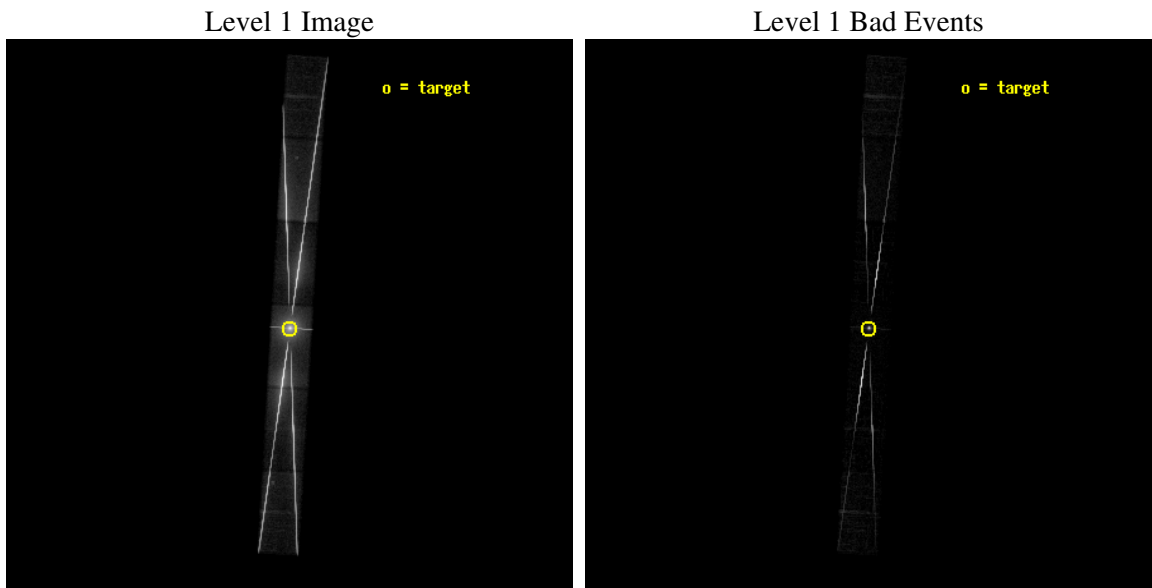 Level 1 Image
Level 1 Bad Events
o = target
o = target